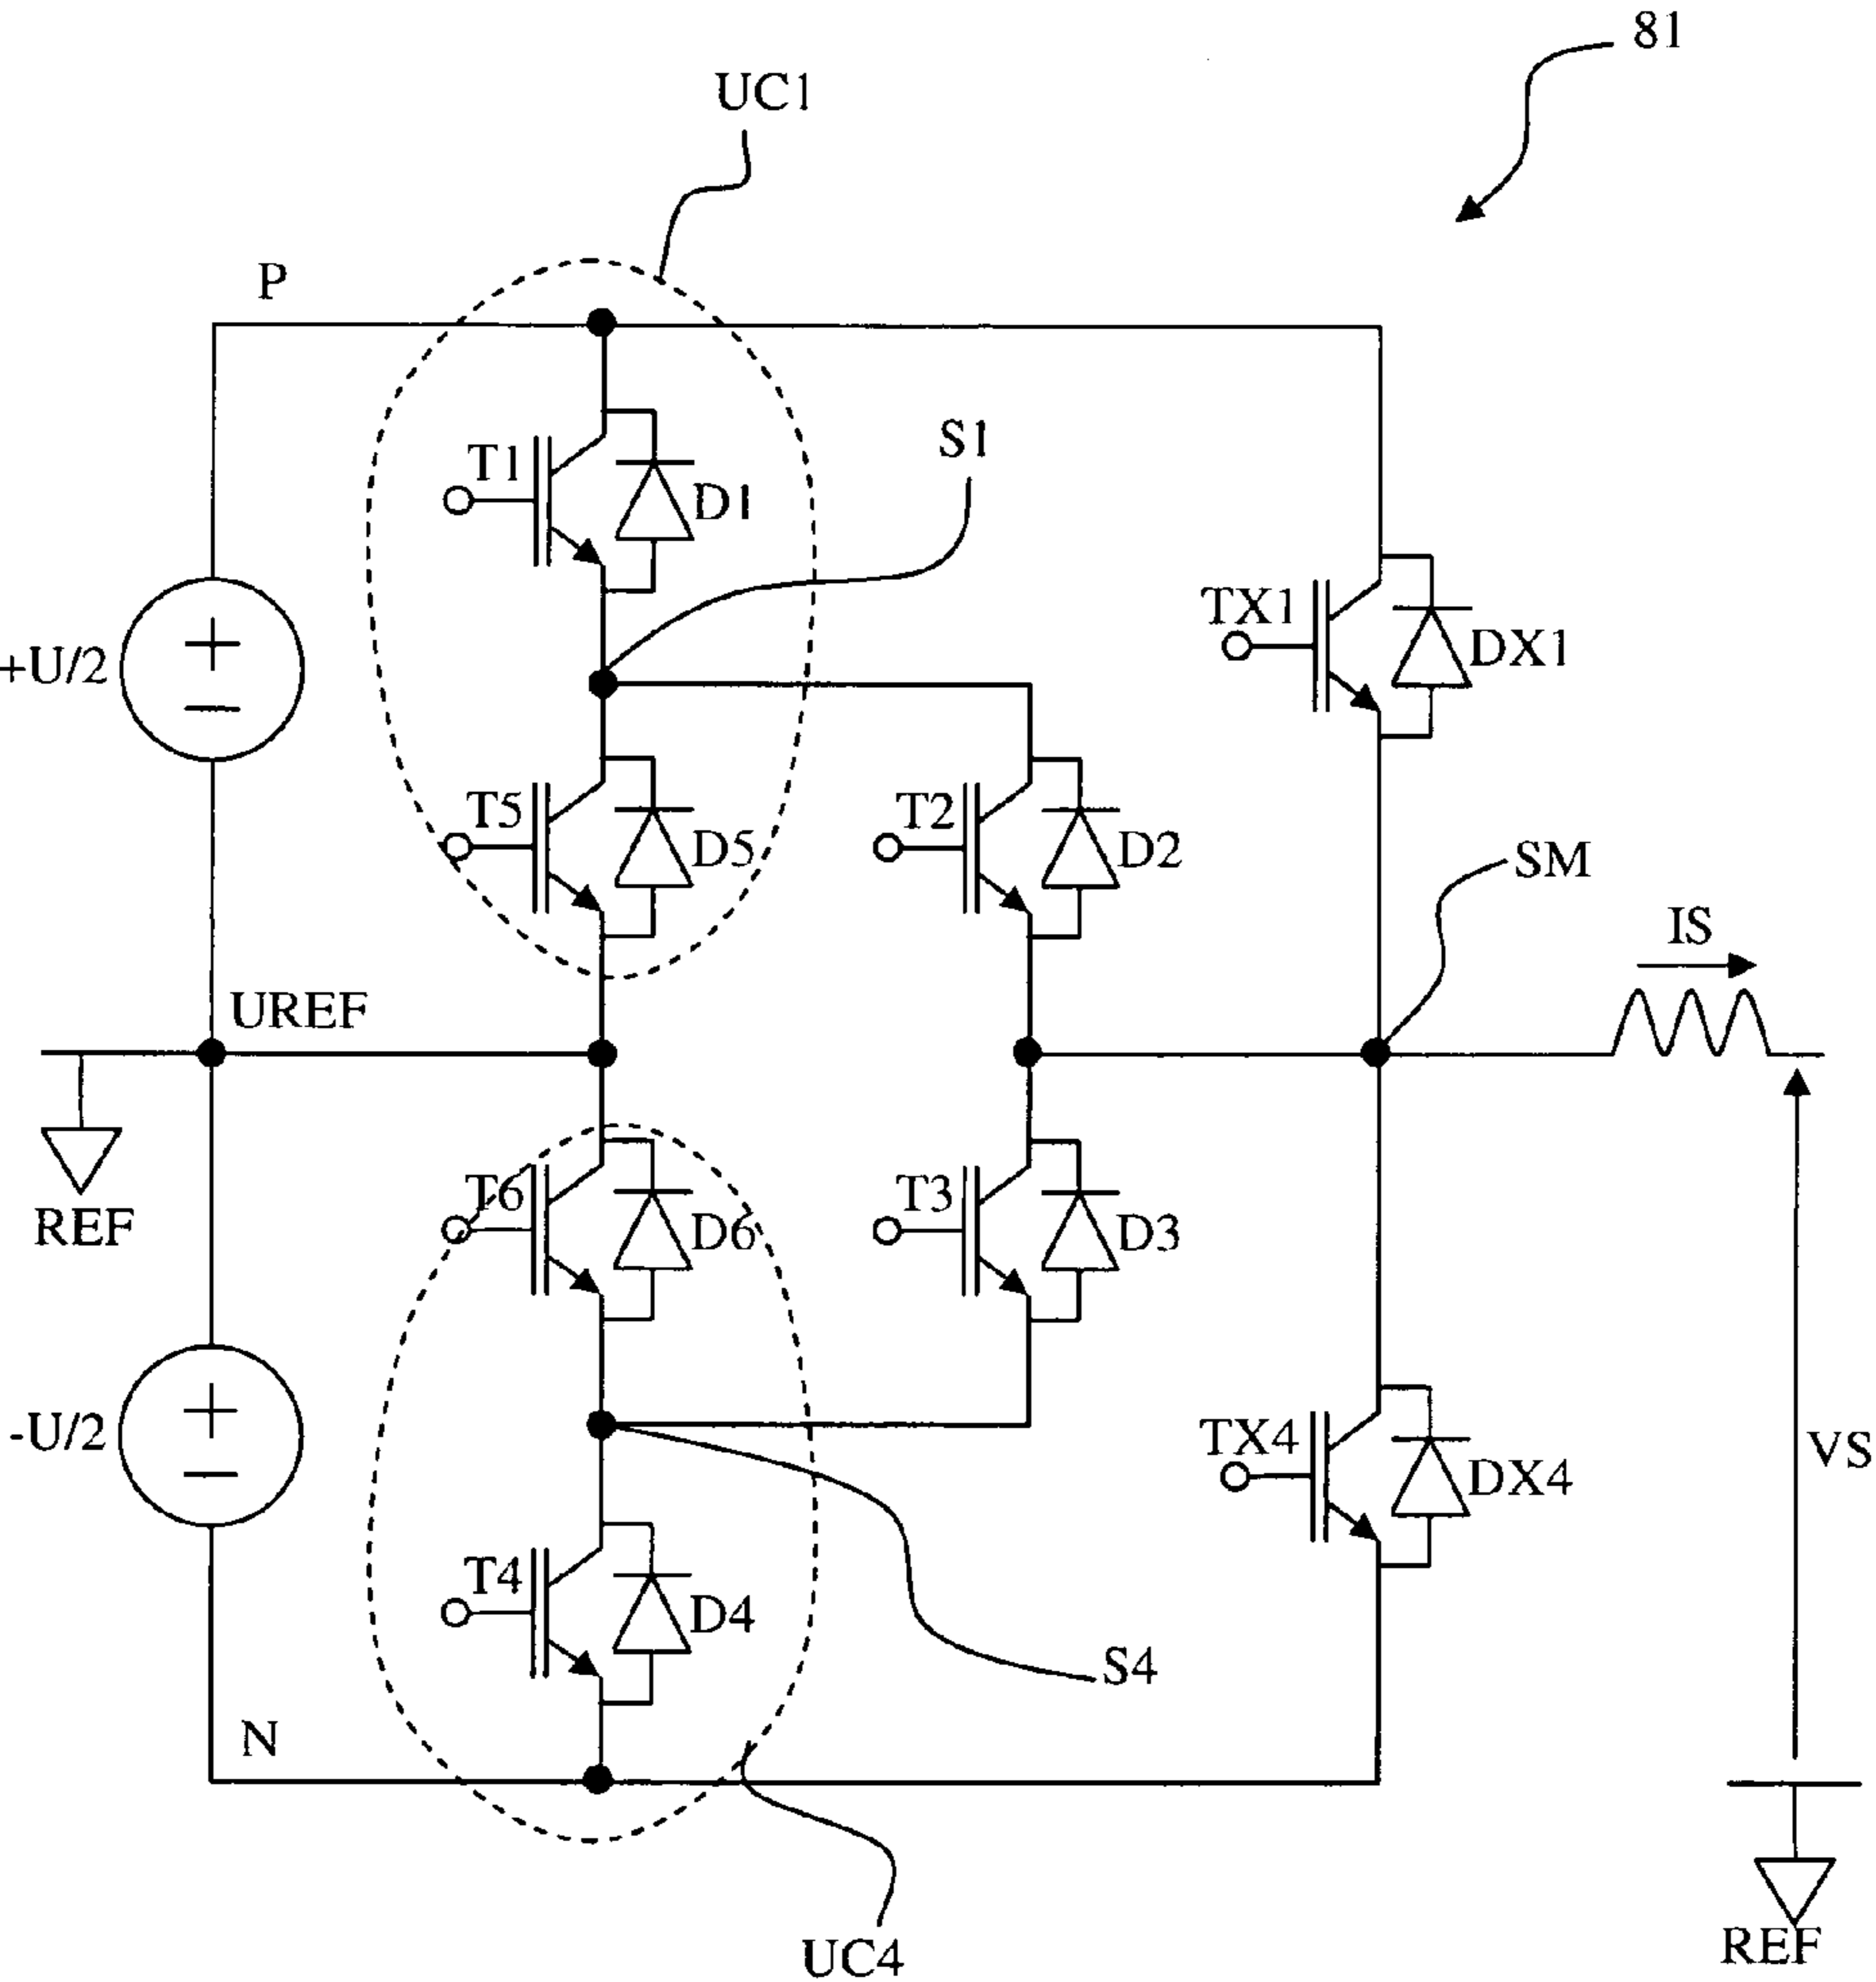 81
UC1
P
T1
D1
S1
TX1
DX1
+U/2
T5
D5
T2
D2
SM
IS
UREF
REF
T6
D6
T3
D3
-U/2
TX4
DX4
VS
T4
D4
S4
N
UC4
REF